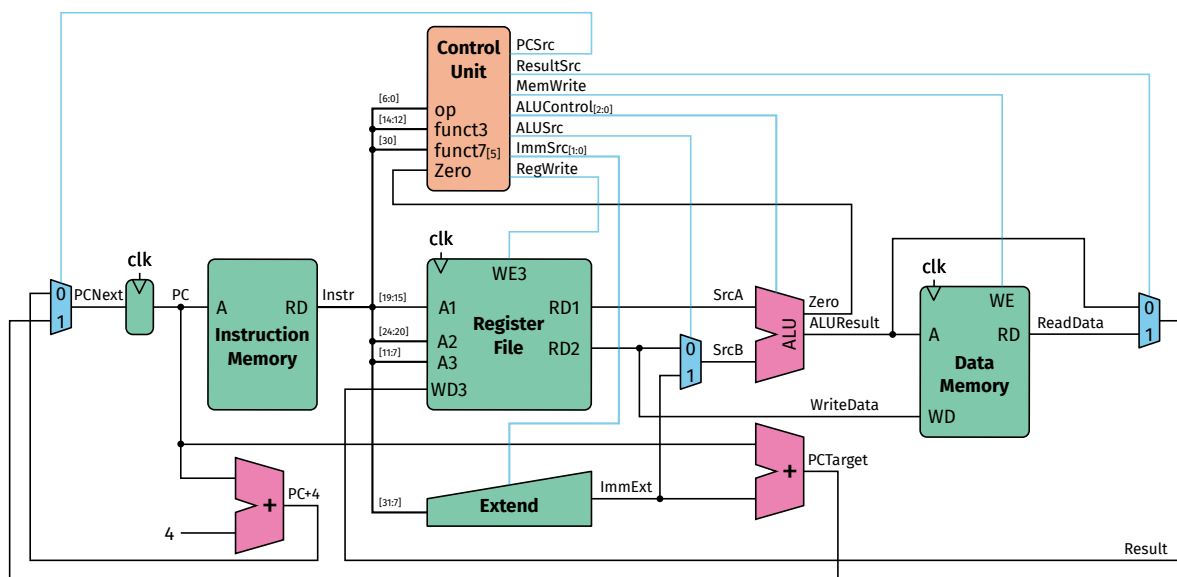 PCSrc
Control
Unit
ResultSrc
MemWrite
[6:0]
op
ALUControl[2:0]
[14:12]
funct3
ALUSrc
[30]
funct7[5]
ImmSrc[1:0]
Zero
RegWrite
clk
clk
clk
WE3
WE
0
1
PCNext
PC
A
RD
Instruction
Memory
Instr
[19:15]
A1
RD1
SrcA
Register
File
[24:20]
A2
RD2
[11:7]
A3
WD3
0
1
SrcB
ALU
Zero
ALUResult
A
RD
ReadData
Data
Memory
WD
0
1
WriteData
PCTarget
+
[31:7]
Extend
ImmExt
+
PC+4
4
Result